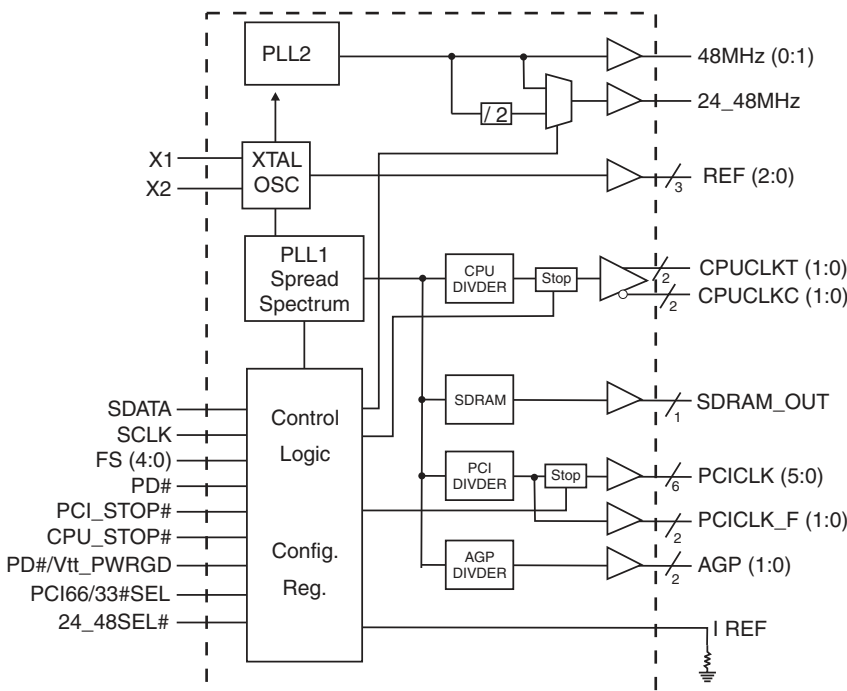 PLL2
48MHz (0:1)
24_48MHz
/ 2
X1
X2
XTAL
OSC
REF (2:0)
3
PLL1
Spread
Spectrum
CPU
DIVDER
Stop
CPUCLKT (1:0)
2
CPUCLKC (1:0)
2
SDATA
SCLK
FS (4:0)
PD#
PCI_STOP#
CPU_STOP#
PD#/Vtt_PWRGD
PCI66/33#SEL
24_48SEL#
Control
Logic
Config.
Reg.
SDRAM
SDRAM_OUT
1
PCI
DIVDER
Stop
PCICLK (5:0)
6
PCICLK_F (1:0)
2
AGP
DIVDER
AGP (1:0)
2
I REF